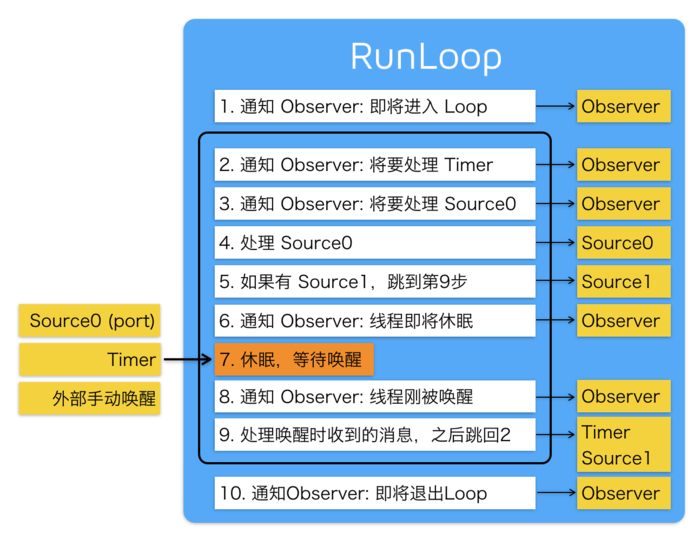 RunLoop
1. 通知 Observer: 即将进入 Loop
Observer
2. 通知 Observer: 将要处理 Timer
Observer
3. 通知 Observer: 将要处理 Source0
Observer
4. 处理 Source0
Source0
5. 如果有 Source1，跳到第9步
Source1
Source0 (port)
6. 通知 Observer: 线程即将休眠
Observer
Timer
7. 休眠，等待唤醒
外部手动唤醒
8. 通知 Observer: 线程刚被唤醒
Observer
9. 处理唤醒时收到的消息，之后跳回2
Timer
Source1
10. 通知Observer: 即将退出Loop
Observer